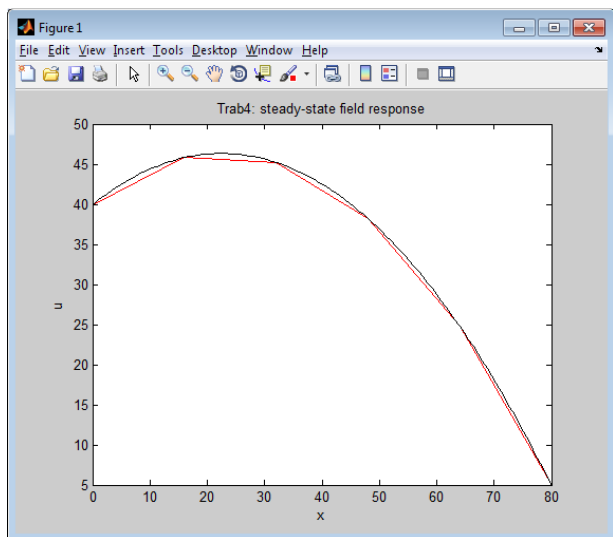 Figure 1
File Edit View Insert Tools Desktop Window Help
Trab4: steady-state field response
50
45
40
35
30
25
20
15
10
5
u
0 10 20 30 40 50 60 70 80
x